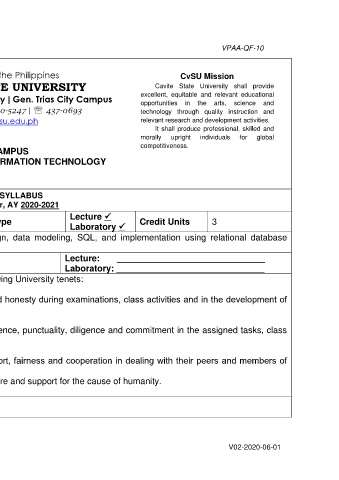 VPAA-QF-10
the Philippines
E UNIVERSITY
y | Gen. Trias City Campus
0-5247 | ☏ 437-0693
su.edu.ph
CvSU Mission
Cavite State University shall provide
excellent, equitable and relevant educational
opportunities in the arts, science and
technology through quality instruction and
relevant research and development activities.
It shall produce professional, skilled and
morally upright individuals for global
competitiveness.
AMPUS
RMATION TECHNOLOGY
SYLLABUS
r, AY 2020-2021
ype
Lecture ✓
Laboratory ✓
Credit Units
3
gn, data modeling, SQL, and implementation using relational database
Lecture:
Laboratory:
wing University tenets:
d honesty during examinations, class activities and in the development of
ence, punctuality, diligence and commitment in the assigned tasks, class
ort, fairness and cooperation in dealing with their peers and members of
re and support for the cause of humanity.
V02-2020-06-01